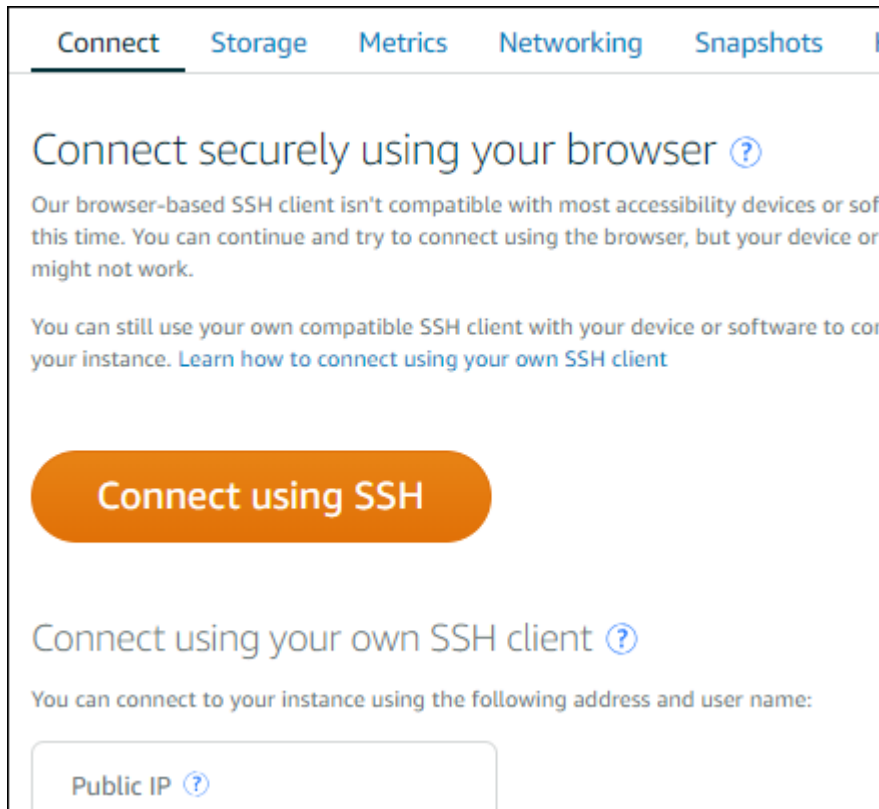 Connect Storage Metrics Networking Snapshots
Connect securely using your browser ?
Our browser-based SSH client isn't compatible with most accessibility devices or
this time. You can continue and try to connect using the browser, but your device or
might not work.
You can still use your own compatible SSH client with your device or software to
your instance. Learn how to connect using your own SSH client
Connect using SSH
Connect using your own SSH client ?
You can connect to your instance using the following address and user name:
Public IP ?